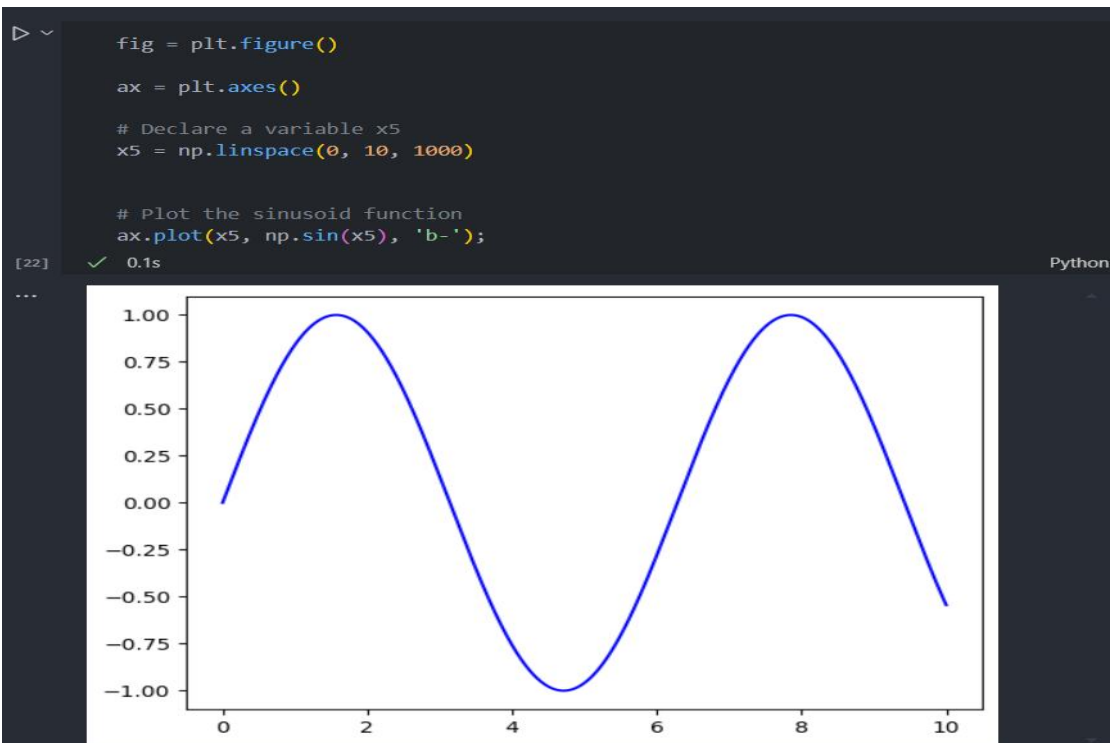 fig = plt.figure()
ax = plt.axes()
# Declare a variable x5
x5 = np.linspace(0, 10, 1000)
# Plot the sinusoid function
ax.plot(x5, np.sin(x5), 'b-');
[22] ✓ 0.1s Python
...
1.00
0.75
0.50
0.25
0.00
−0.25
−0.50
−0.75
−1.00
0 2 4 6 8 10